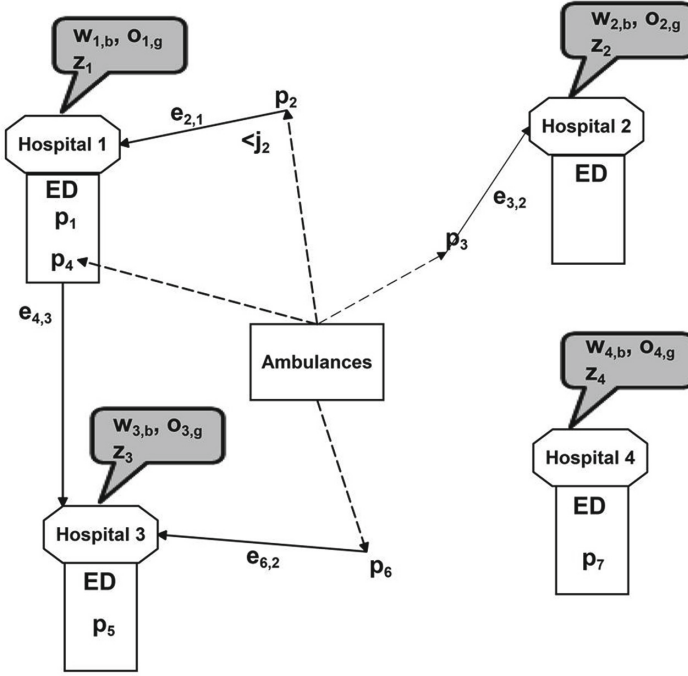 w1,b, o1,g
z1
Hospital 1
ED
p1
p4
e2,1
p2
<j2
w2,b, o2,g
z2
Hospital 2
ED
e3,2
p3
e4,3
Ambulances
w4,b, o4,g
z4
Hospital 4
ED
p7
w3,b, o3,g
z3
Hospital 3
ED
p5
e6,2
p6